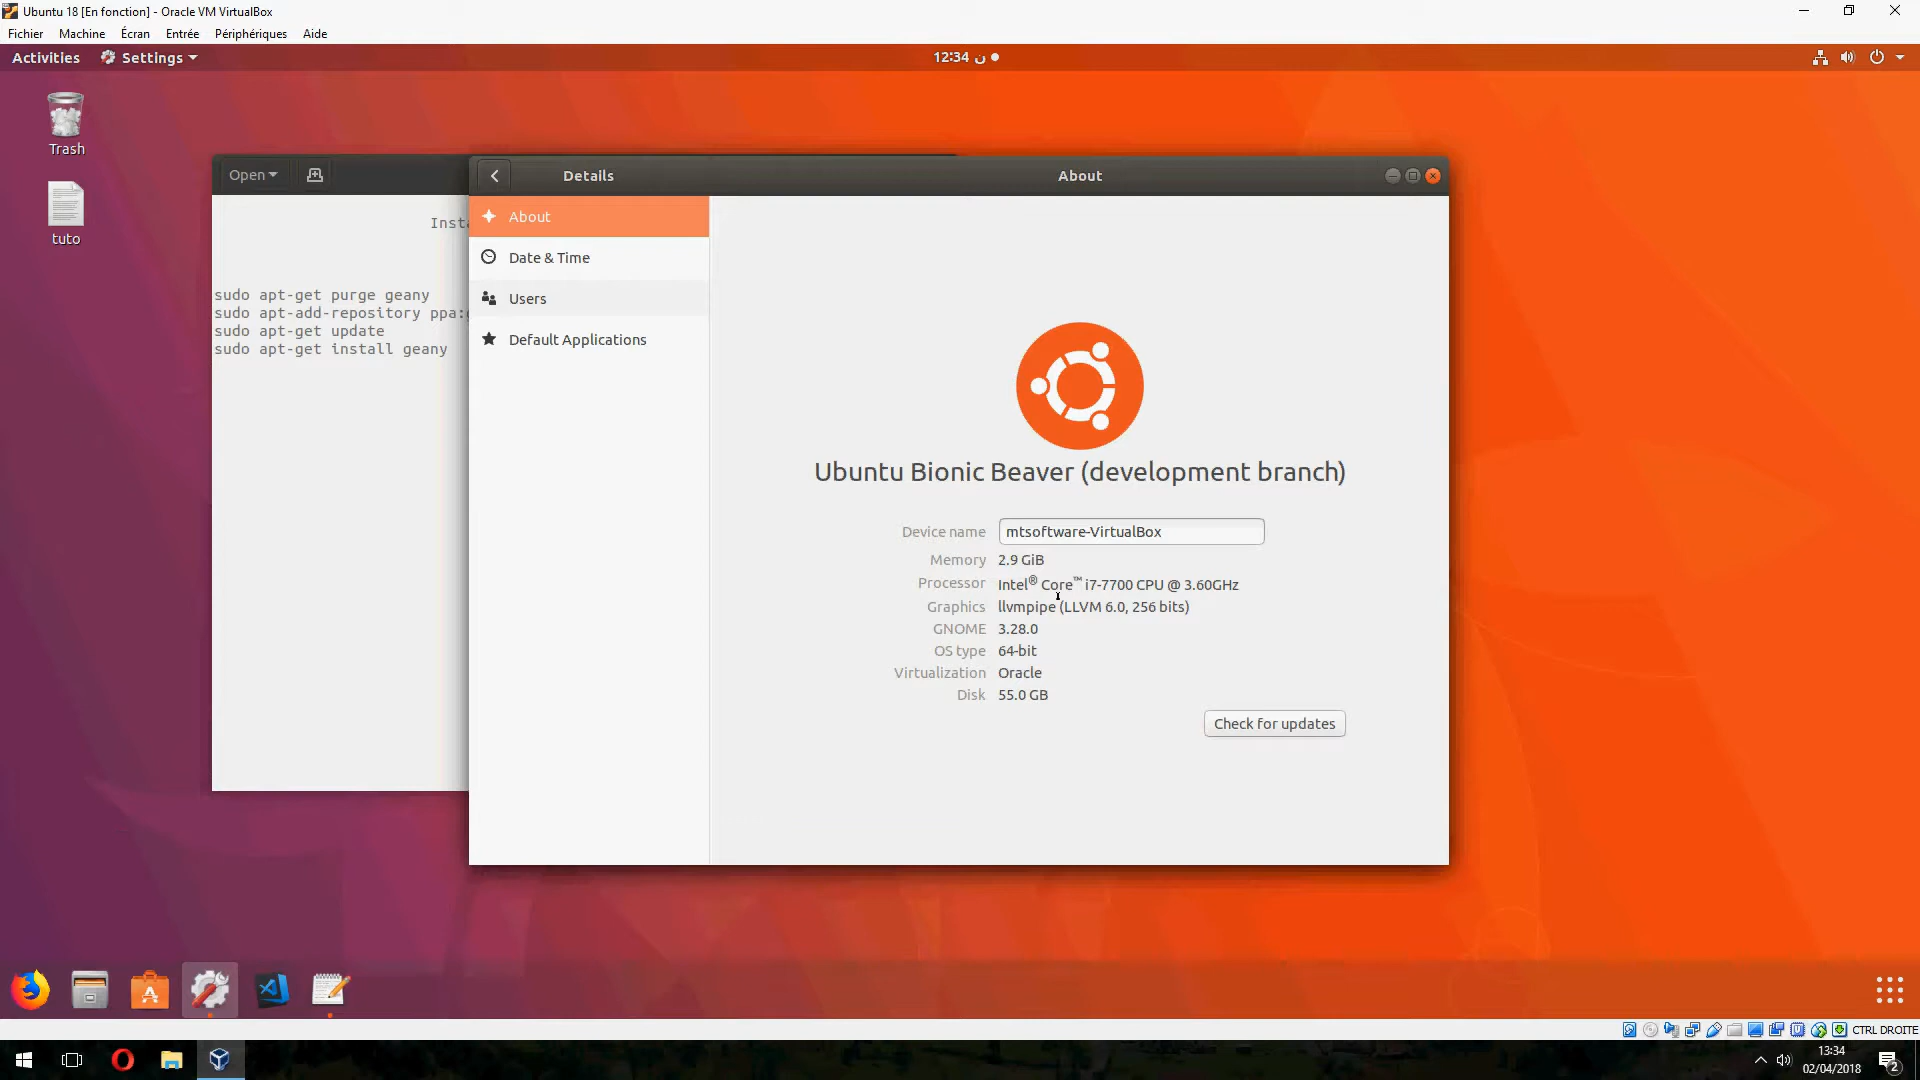 Ubuntu 18 [En fonction] - Oracle VM VirtualBox
Fichier Machine Écran Entrée Périphériques Aide
Activities Settings 12:34 ن
Trash
tuto
Open
Details About
Insta
sudo apt-get purge geany
sudo apt-add-repository ppa:
sudo apt-get update
sudo apt-get install geany
About
Date & Time
Users
Default Applications
Ubuntu Bionic Beaver (development branch)
Device name mtsoftware-VirtualBox
Memory 2.9 GiB
Processor Intel® Core™ i7-7700 CPU @ 3.60GHz
Graphics llvmpipe (LLVM 6.0, 256 bits)
GNOME 3.28.0
OS type 64-bit
Virtualization Oracle
Disk 55.0 GB
Check for updates
CTRL DROITE
13:34
02/04/2018
2